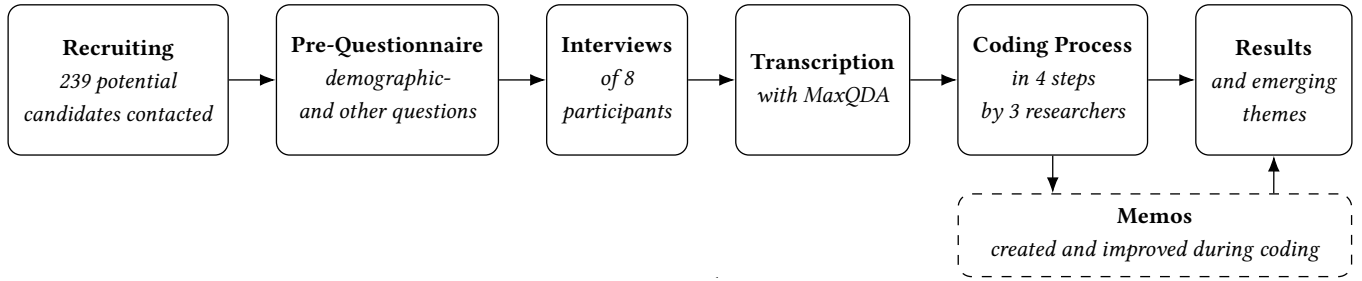 Recruiting
239 potential
candidates contacted
Pre-Questionnaire
demographic-
and other questions
Interviews
of 8
participants
Transcription
with MaxQDA
Coding Process
in 4 steps
by 3 researchers
Results
and emerging
themes
Memos
created and improved during coding